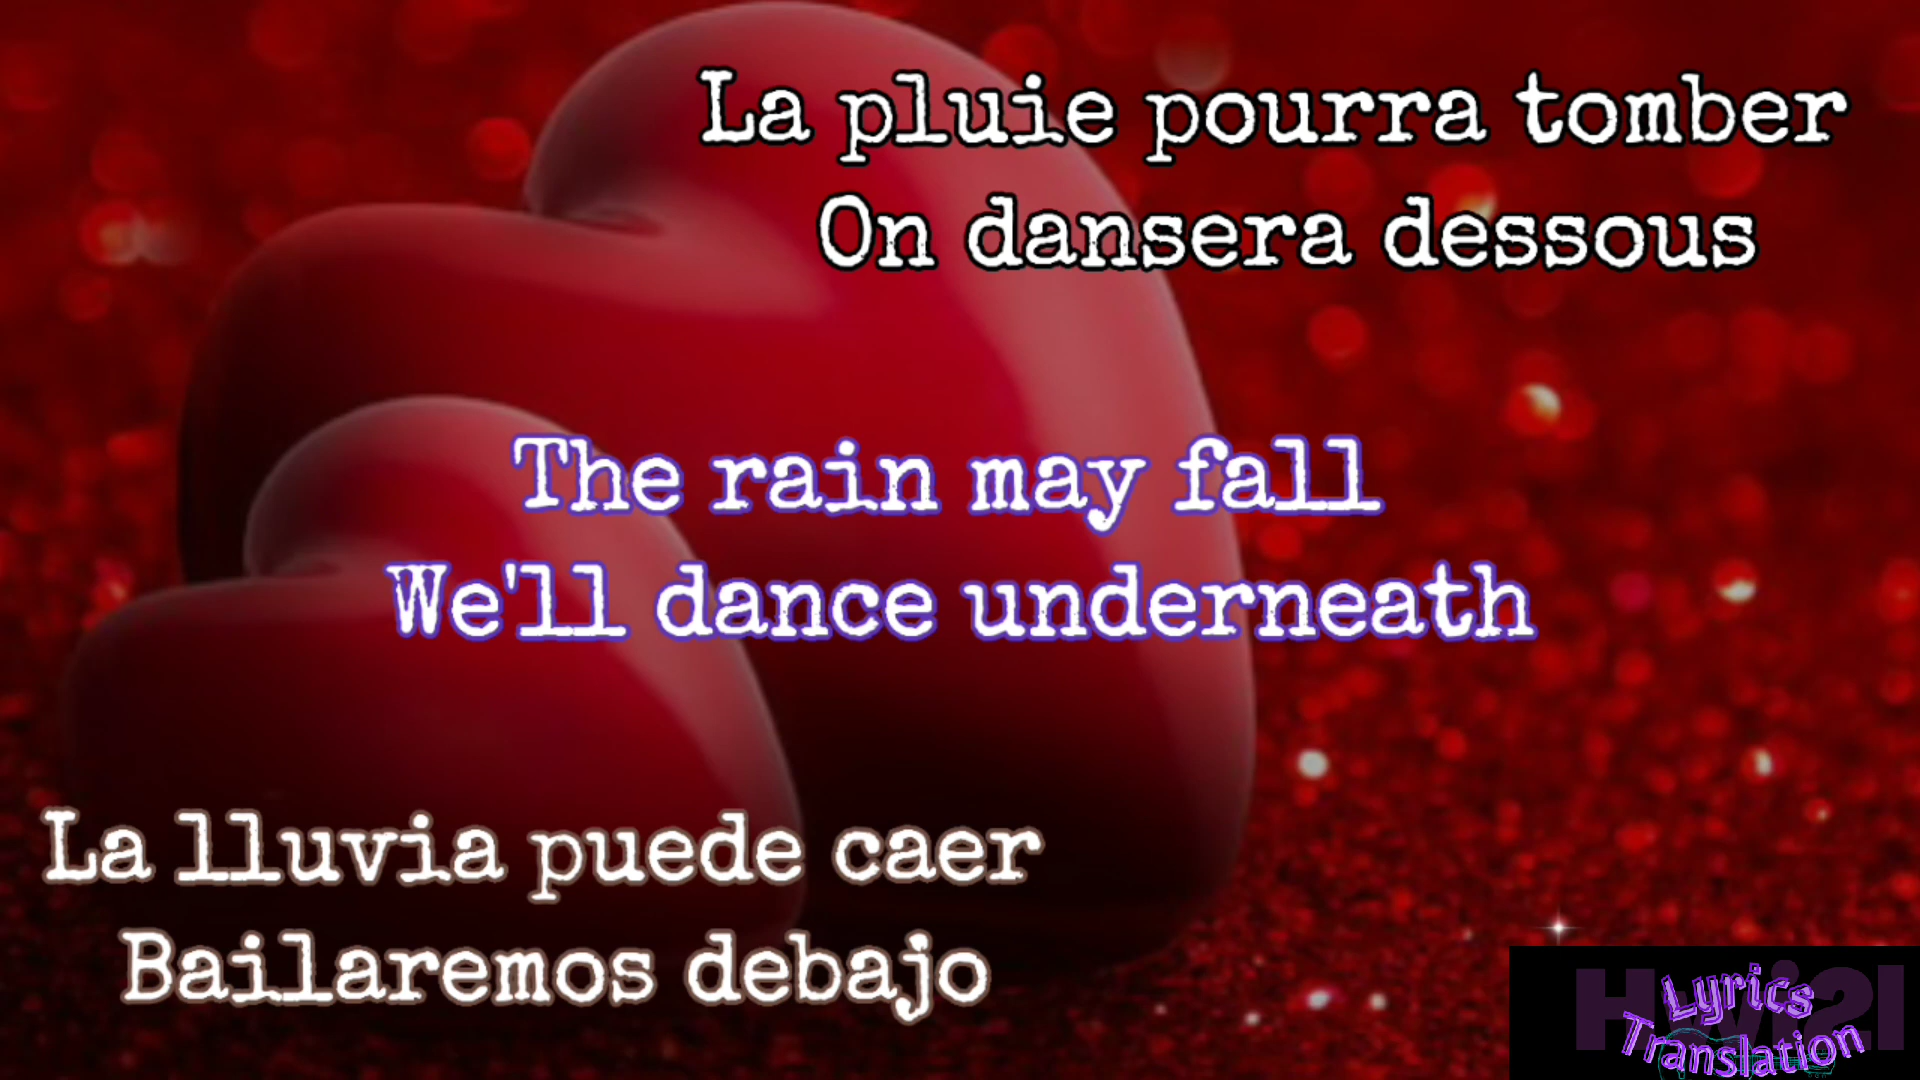 La pluie pourra tomber
On dansera dessous
The rain may fall
We'll dance underneath
La lluvia puede caer
Bailaremos debajo
Lyrics
Translation